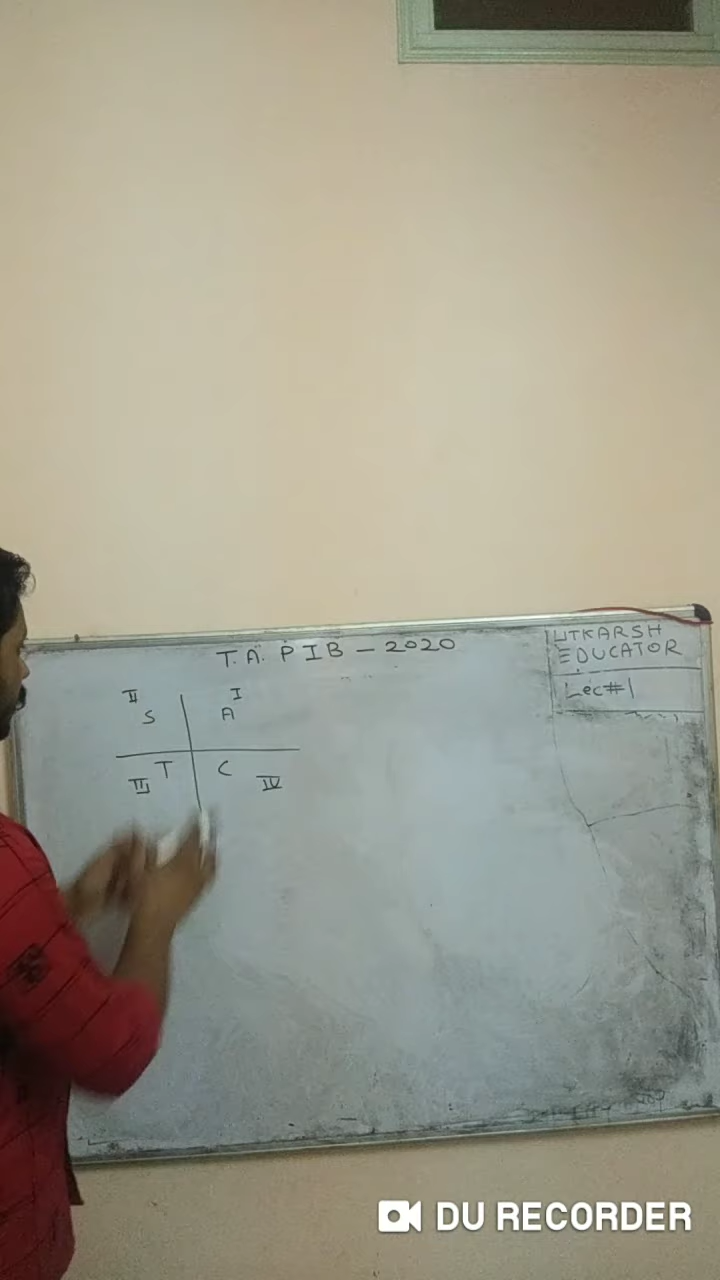 T.A. PIB - 2020
UTKARSH
EDUCATOR
Lec#1
II I
S A
T C
III IV
DU RECORDER